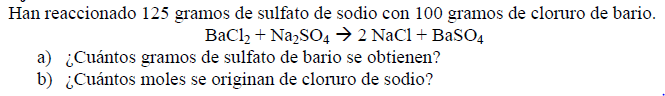 Han reaccionado 125 gramos de sulfato de sodio con 100 gramos de cloruro de bario.
BaCl₂ + Na₂SO₄ → 2 NaCl + BaSO₄
a) ¿Cuántos gramos de sulfato de bario se obtienen?
b) ¿Cuántos moles se originan de cloruro de sodio?